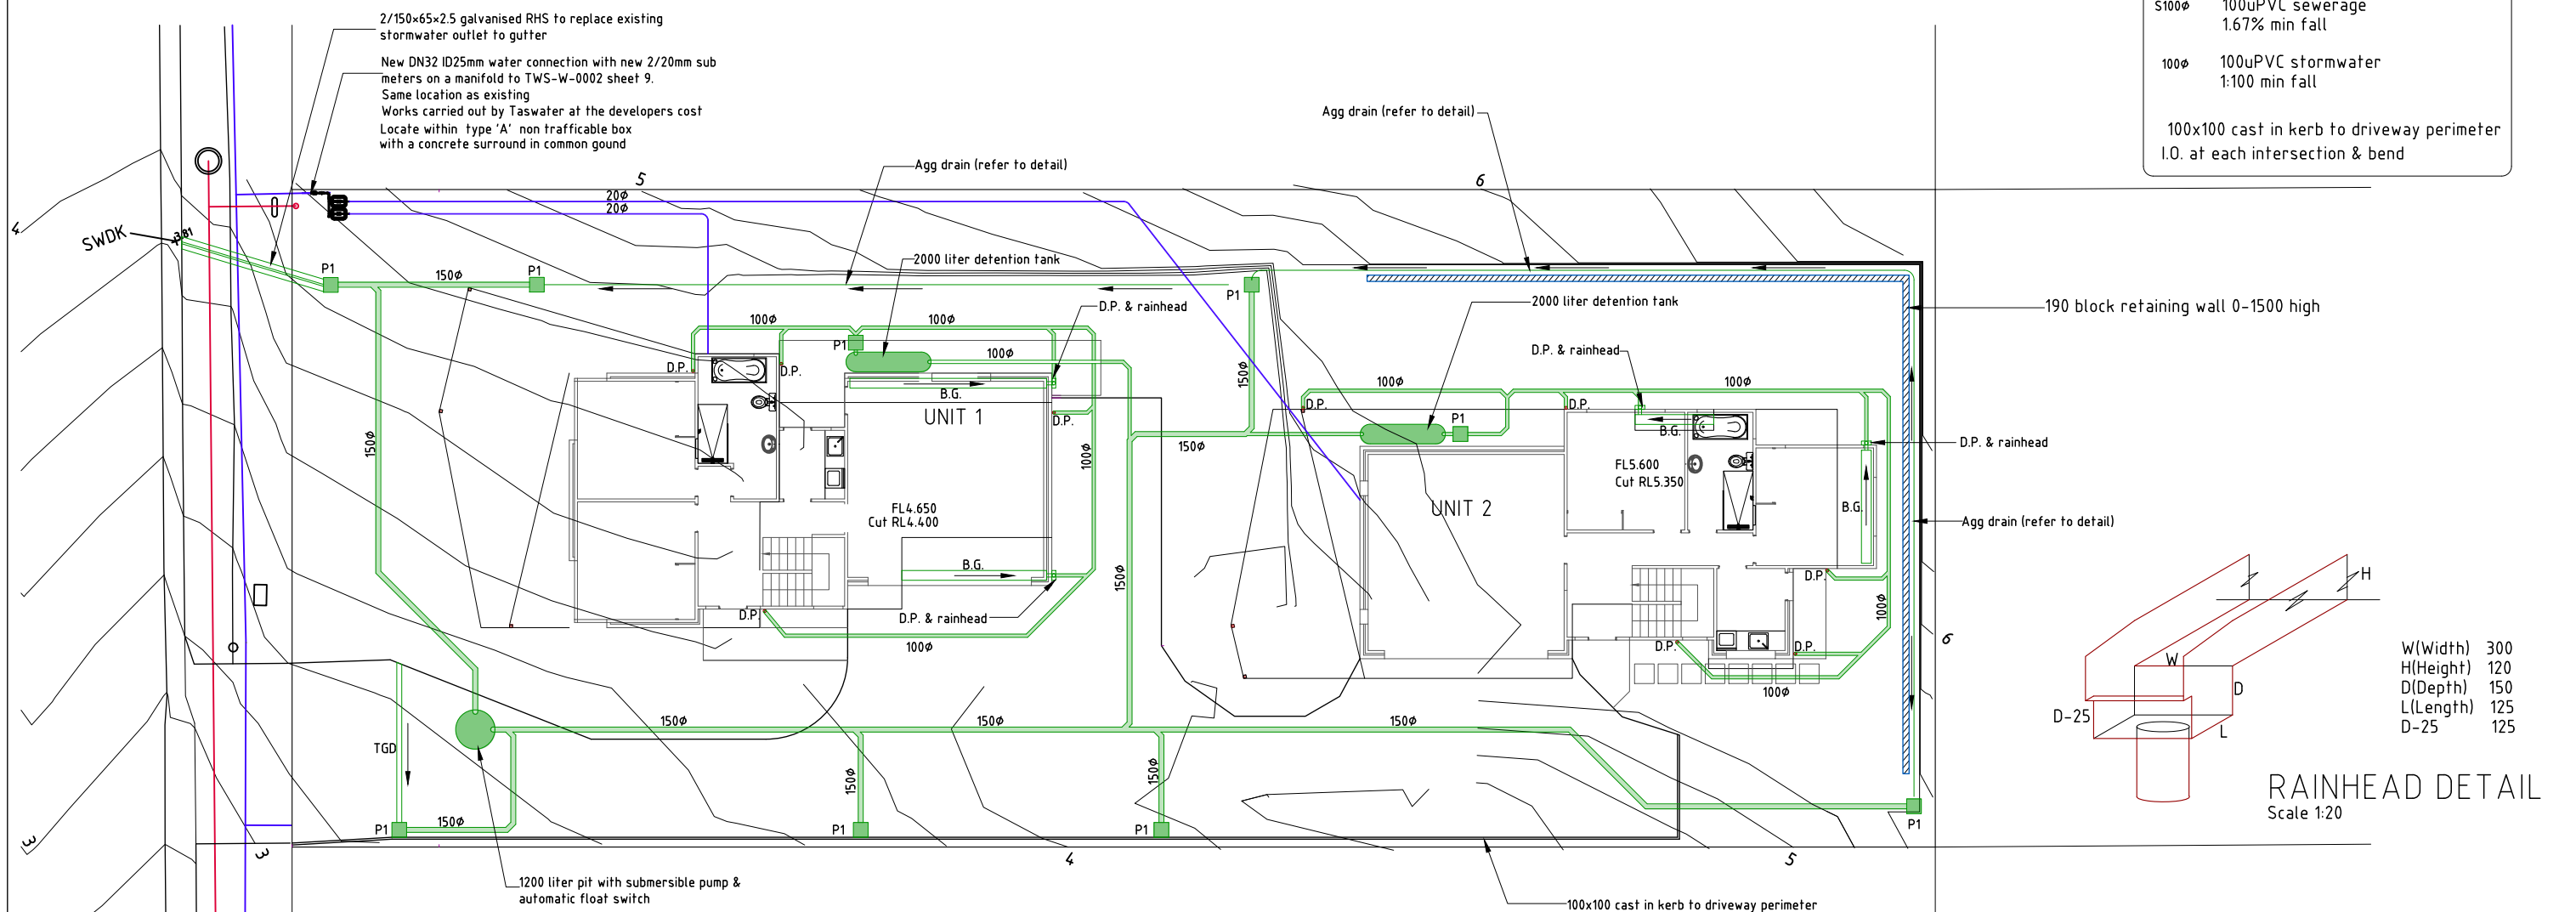 2/150×65×2.5 galvanised RHS to replace existing
stormwater outlet to gutter
New DN32 ID25mm water connection with new 2/20mm sub
meters on a manifold to TWS-W-0002 sheet 9.
Same location as existing
Works carried out by Taswater at the developers cost
Locate within type 'A' non trafficable box
with a concrete surround in common gound
S100ø 100uPVC sewerage
1.67% min fall
100ø 100uPVC stormwater
1:100 min fall
100x100 cast in kerb to driveway perimeter
I.O. at each intersection & bend
Agg drain (refer to detail)
Agg drain (refer to detail)
5
6
20ø
20ø
4
SWDK
3.81
P1
150ø
P1
2000 liter detention tank
P1
2000 liter detention tank
190 block retaining wall 0-1500 high
D.P. & rainhead
100ø
100ø
P1
100ø
D.P. & rainhead
D.P.
D.P.
B.G.
150ø
100ø
100ø
UNIT 1
D.P.
D.P.
D.P.
P1
B.G.
D.P. & rainhead
150ø
100ø
150ø
FL5.600
Cut RL5.350
FL4.650
Cut RL4.400
UNIT 2
B.G.
Agg drain (refer to detail)
B.G.
150ø
D.P.
100ø
H
D.P.
D.P. & rainhead
100ø
D.P.
D.P.
6
W
D
D-25
L
W(Width) 300
H(Height) 120
D(Depth) 150
L(Length) 125
D-25 125
100ø
150ø
150ø
150ø
TGD
150ø
150ø
RAINHEAD DETAIL
Scale 1:20
P1
150ø
P1
P1
P1
3
3
4
5
1200 liter pit with submersible pump &
automatic float switch
100x100 cast in kerb to driveway perimeter